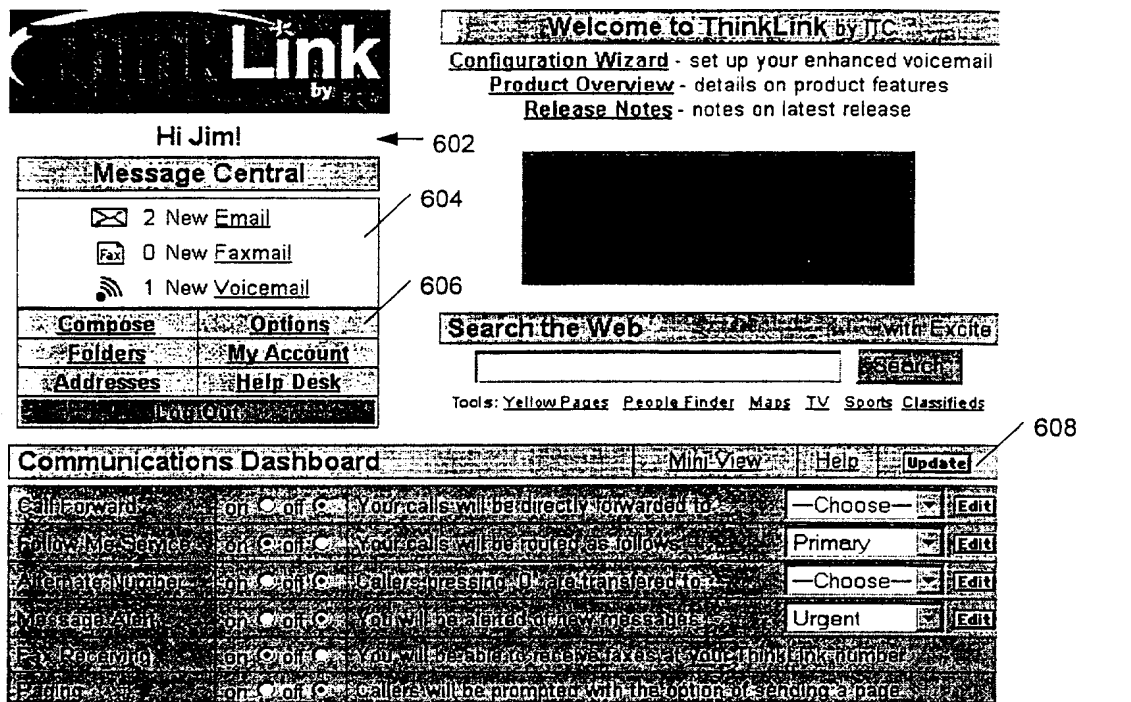 thinkLink
by
Hi Jim!
602
Message Central
2 New Email
604
Fax 0 New Faxmail
1 New Voicemail
606
Compose Options
Folders My Account
Addresses Help Desk
Log Out
Welcome to ThinkLink by ITC
Configuration Wizard - set up your enhanced voicemail
Product Overview - details on product features
Release Notes - notes on latest release
Search the Web with Excite
Search
Tools: Yellow Pages People Finder Maps TV Sports Classifieds
608
Communications Dashboard Mini-View Help Update
Call Forward on off Your calls will be directly forwarded to —Choose— Edit
Follow Me Service on off Your calls will be routed as follows Primary Edit
Alternate Number on off Callers pressing '0' are transfered to —Choose— Edit
Message Alert on off You will be alerted of new messages Urgent Edit
Fax Receiving on off You will be able to receive faxes at your ThinkLink number
Paging on off Callers will be prompted with the option of sending a page